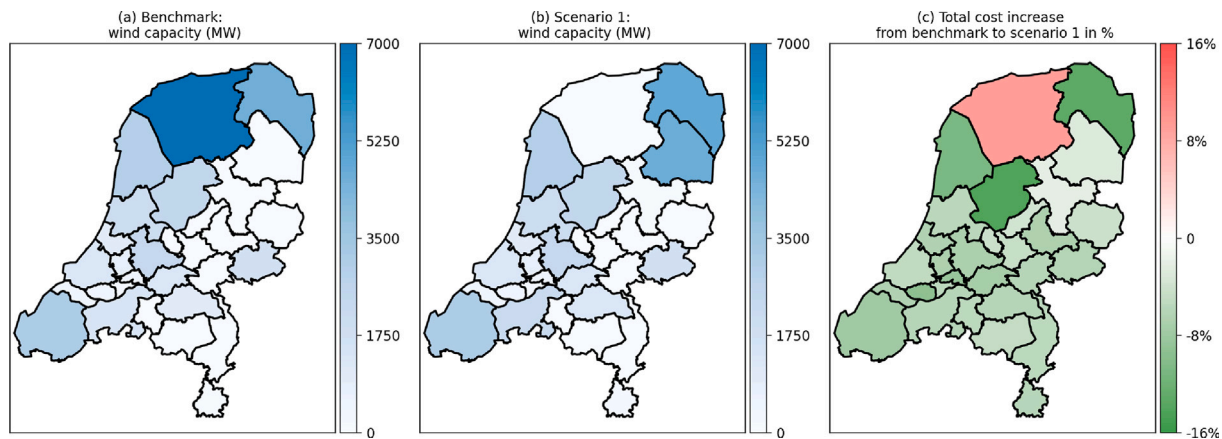 (a) Benchmark:
wind capacity (MW)
7000
5250
3500
1750
0
(b) Scenario 1:
wind capacity (MW)
7000
5250
3500
1750
0
(c) Total cost increase
from benchmark to scenario 1 in %
16%
8%
0
-8%
-16%